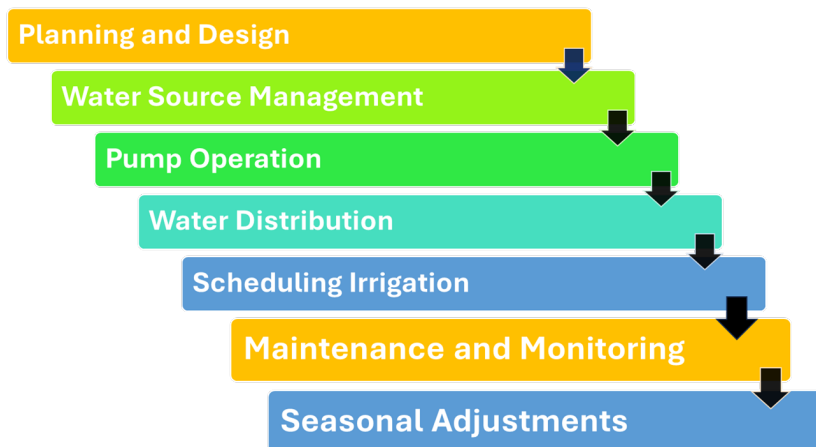 Planning and Design
Water Source Management
Pump Operation
Water Distribution
Scheduling Irrigation
Maintenance and Monitoring
Seasonal Adjustments